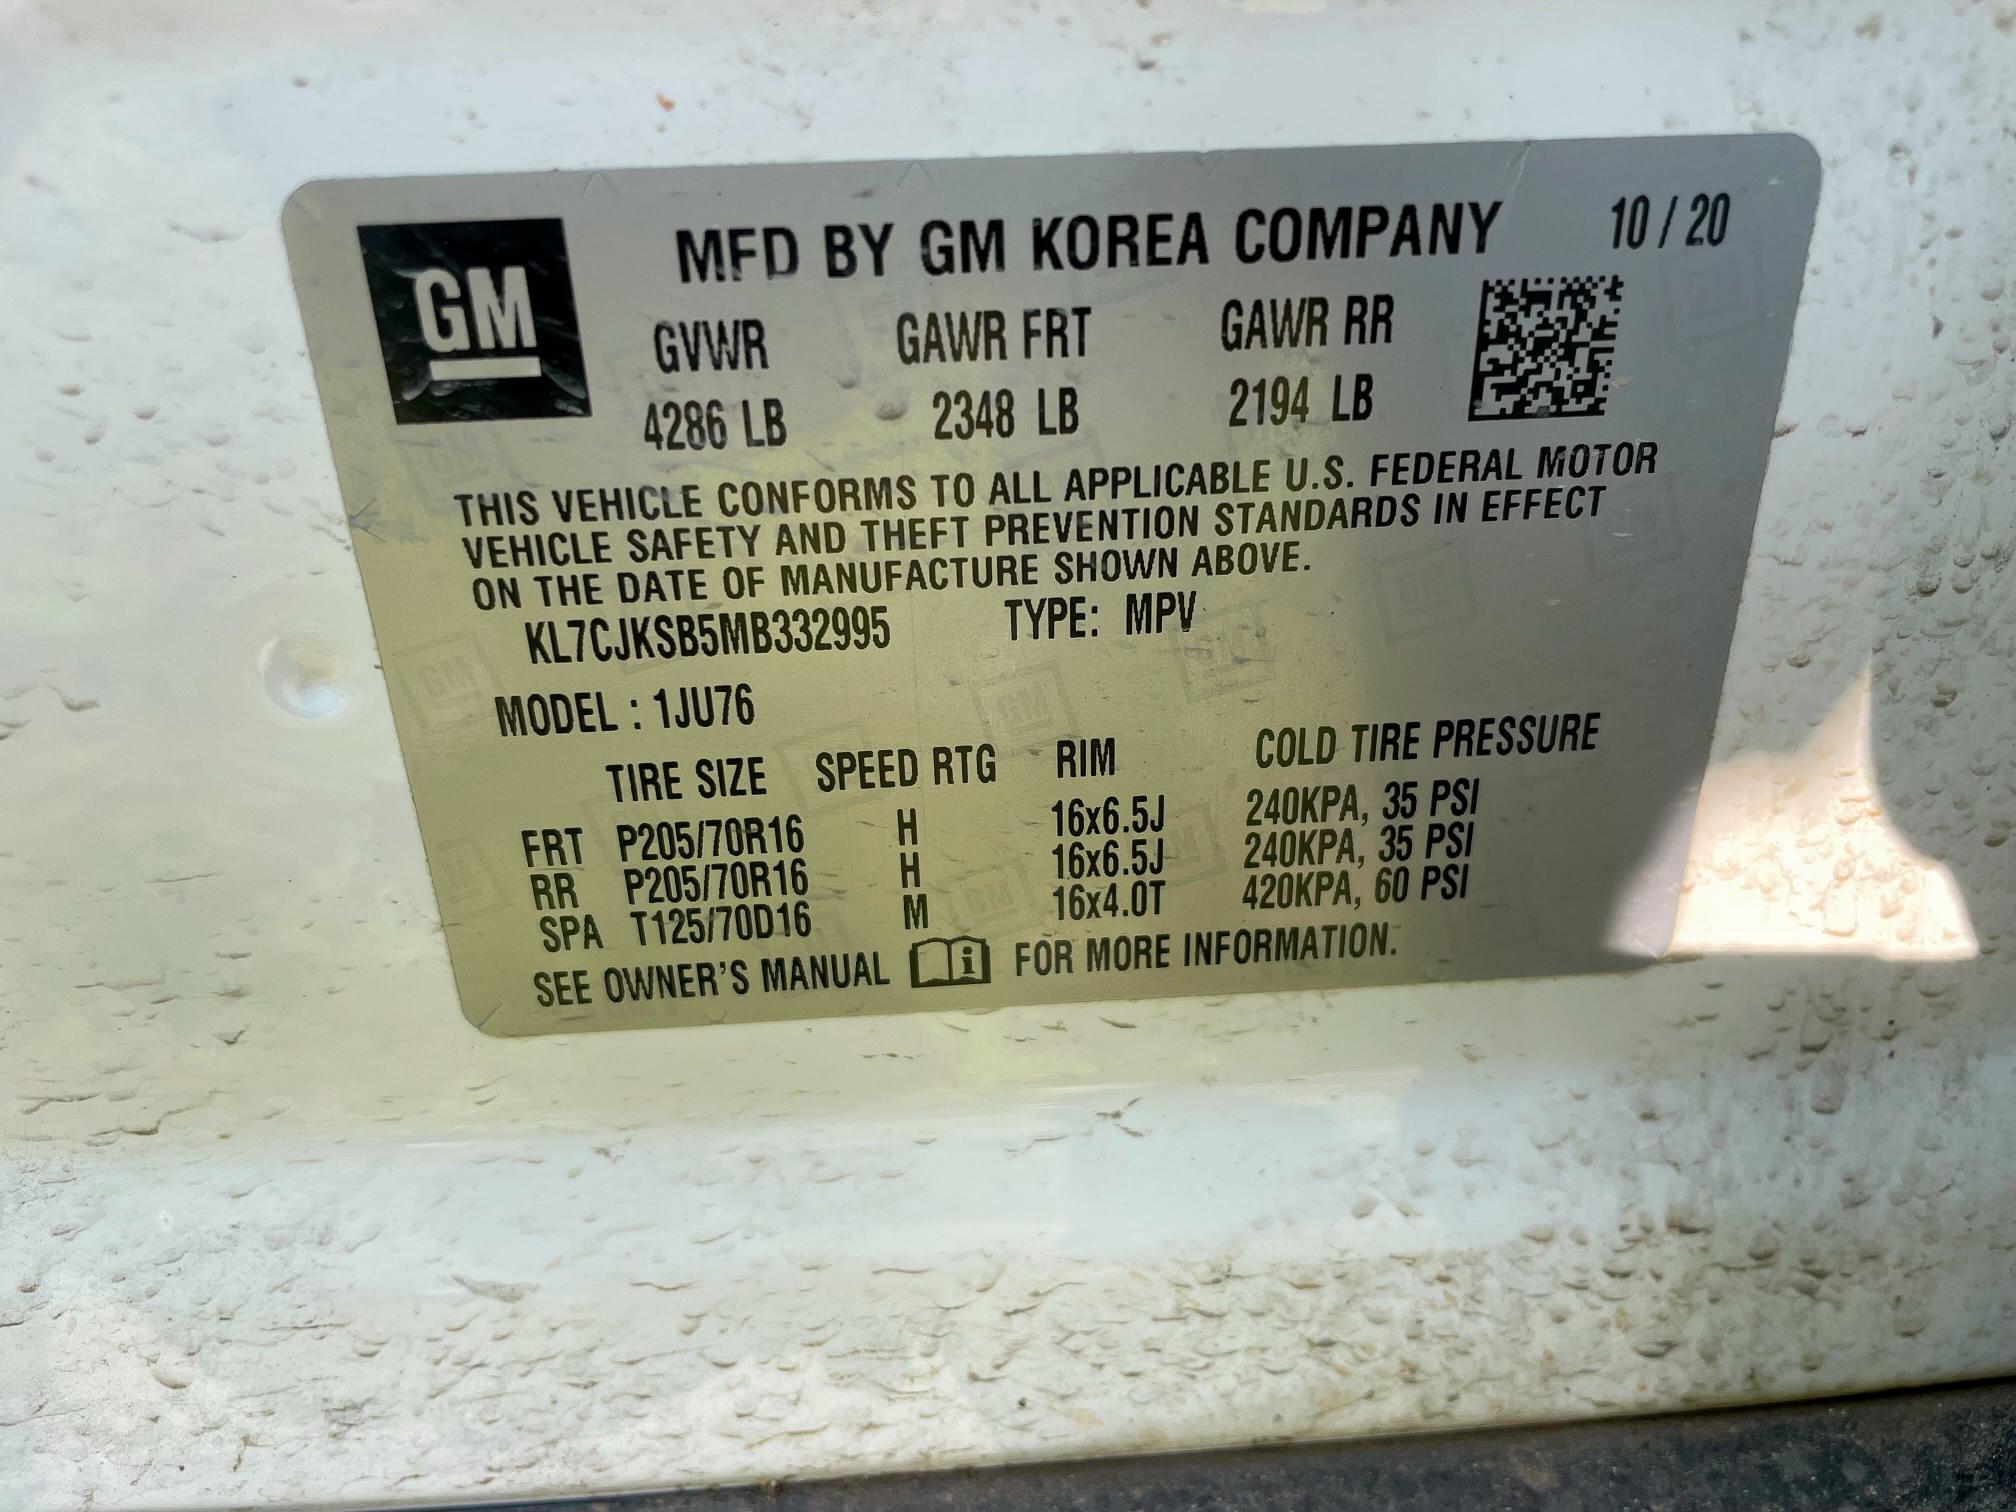 GM
MFD BY GM KOREA COMPANY 10 / 20
GVWR GAWR FRT GAWR RR
4286 LB 2348 LB 2194 LB
THIS VEHICLE CONFORMS TO ALL APPLICABLE U.S. FEDERAL MOTOR
VEHICLE SAFETY AND THEFT PREVENTION STANDARDS IN EFFECT
ON THE DATE OF MANUFACTURE SHOWN ABOVE.
KL7CJKSB5MB332995 TYPE: MPV
MODEL : 1JU76
TIRE SIZE SPEED RTG RIM COLD TIRE PRESSURE
FRT P205/70R16 H 16x6.5J 240KPA, 35 PSI
RR P205/70R16 H 16x6.5J 240KPA, 35 PSI
SPA T125/70D16 M 16x4.0T 420KPA, 60 PSI
SEE OWNER'S MANUAL i FOR MORE INFORMATION.